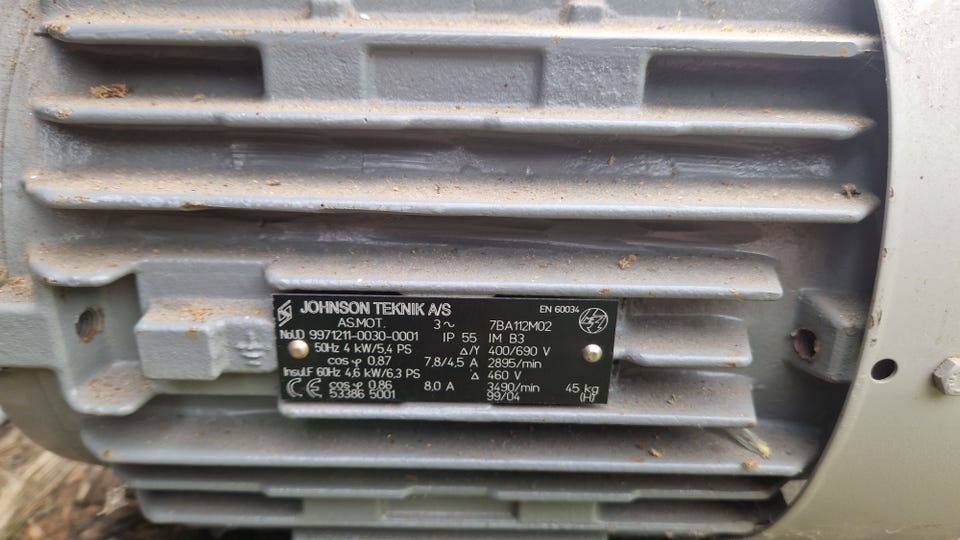 JOHNSON TEKNIK A/S EN 60034
AS.MOT. 3~ 7BA112M02
No UD 9971211-0030-0001 IP 55 IM B3
50Hz 4 kW/5,4 PS Δ/Y 400/690 V
cos φ 0,87 7,8/4,5 A 2895/min
Insul.F 60Hz 4,6 kW/6,3 PS Δ 460 V
CE cos φ 0,86 8,0 A 3490/min 45 kg
53386 5001 99/04 (H)